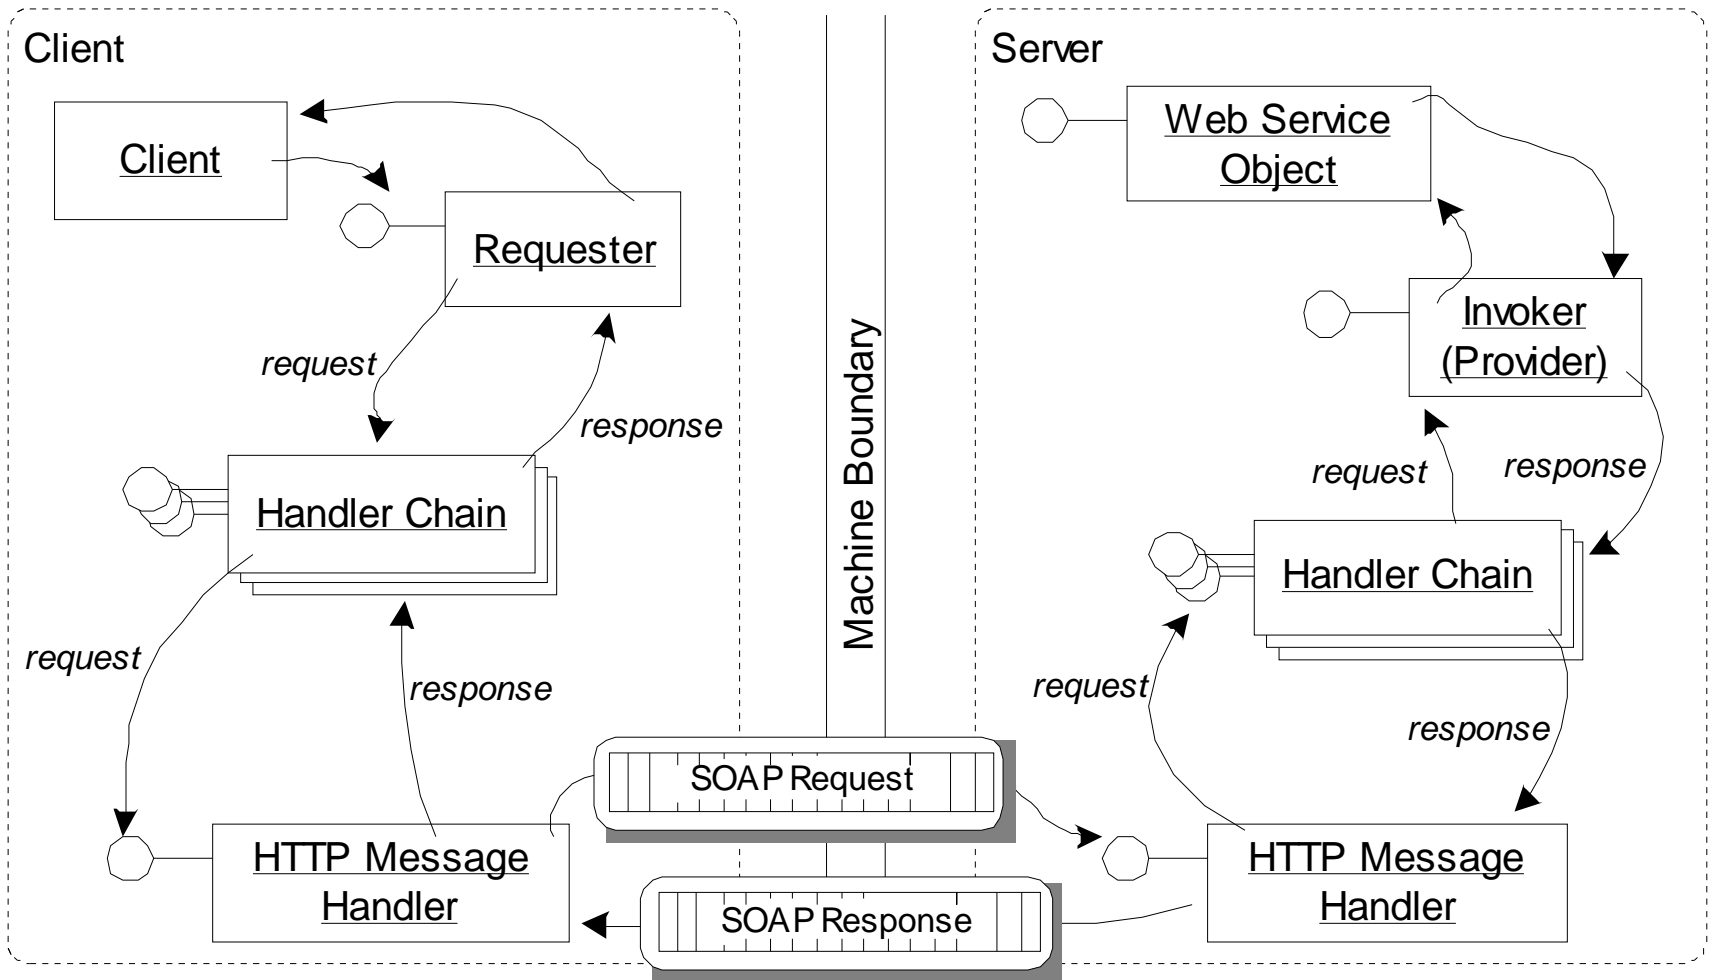 Client
Client
Requester
request
response
Handler Chain
request
response
HTTP Message
Handler
Machine Boundary
SOAP Request
SOAP Response
Server
Web Service
Object
Invoker
(Provider)
request
response
Handler Chain
request
response
HTTP Message
Handler